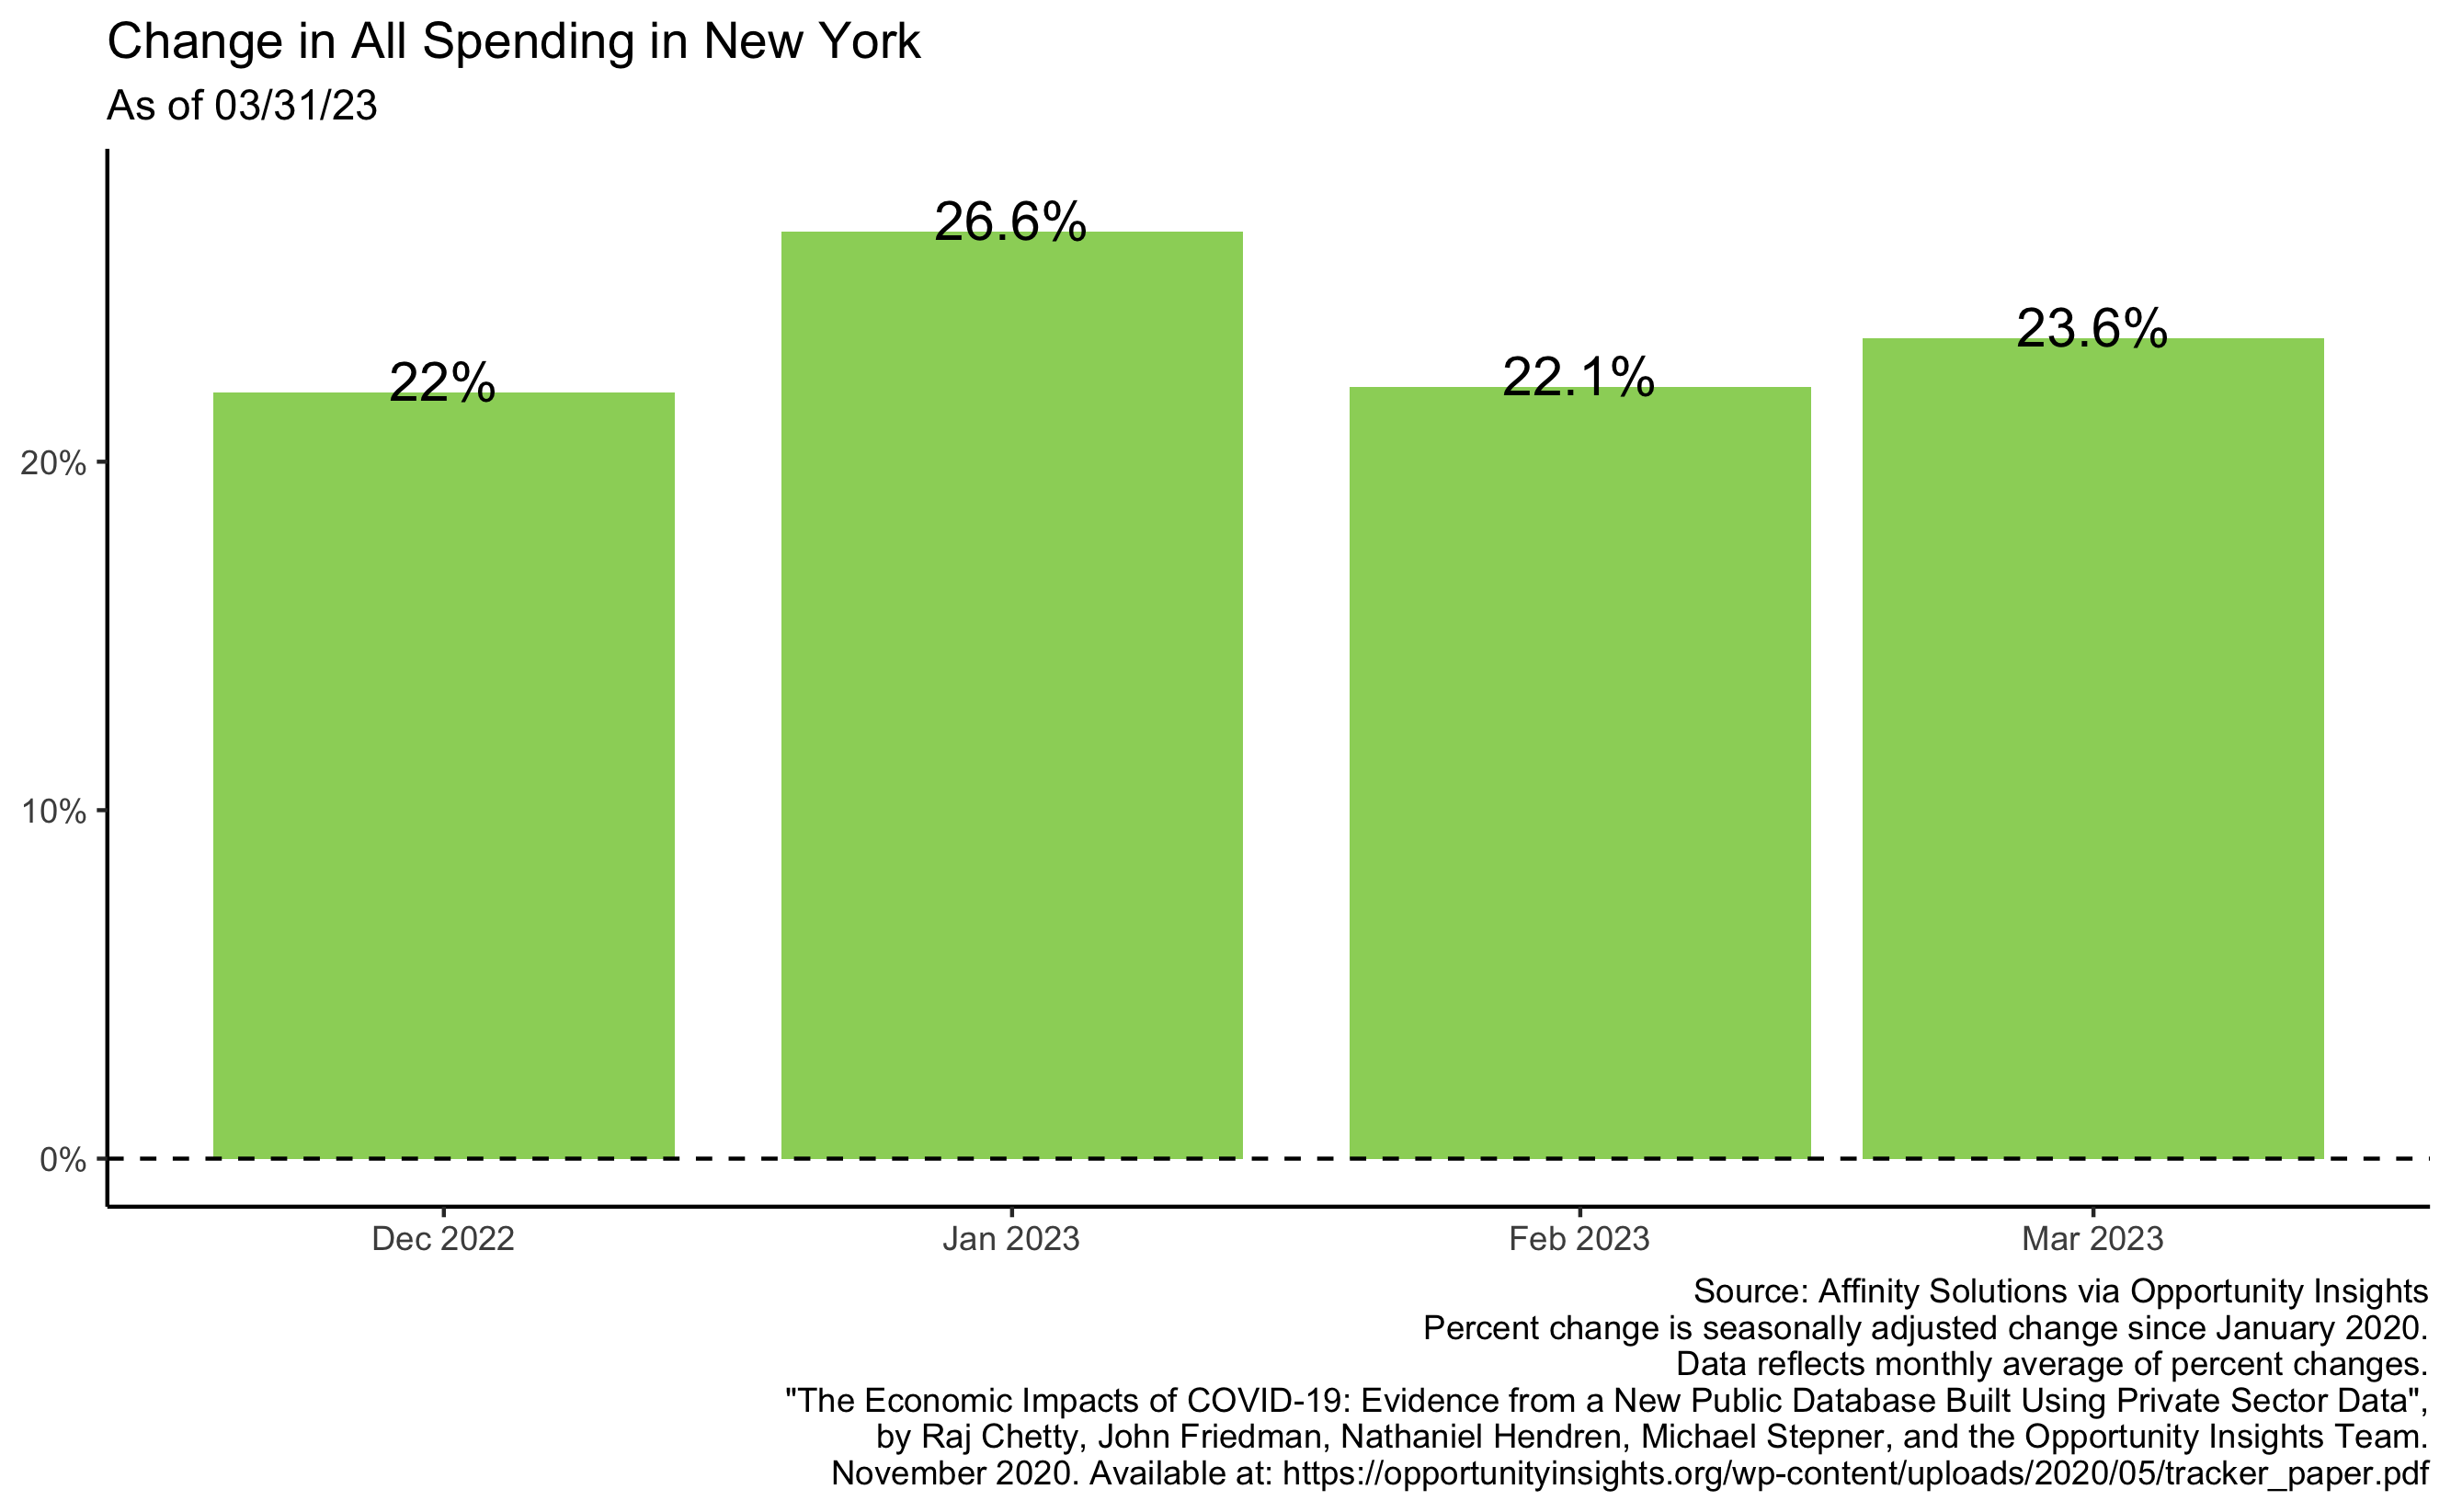 Change in All Spending in New York
As of 03/31/23
26.6%
23.6%
22.1%
22%
20%
10%
0%
Dec 2022 Jan 2023 Feb 2023 Mar 2023
Source: Affinity Solutions via Opportunity Insights
Percent change is seasonally adjusted change since January 2020.
Data reflects monthly average of percent changes.
"The Economic Impacts of COVID-19: Evidence from a New Public Database Built Using Private Sector Data",
by Raj Chetty, John Friedman, Nathaniel Hendren, Michael Stepner, and the Opportunity Insights Team.
November 2020. Available at: https://opportunityinsights.org/wp-content/uploads/2020/05/tracker_paper.pdf